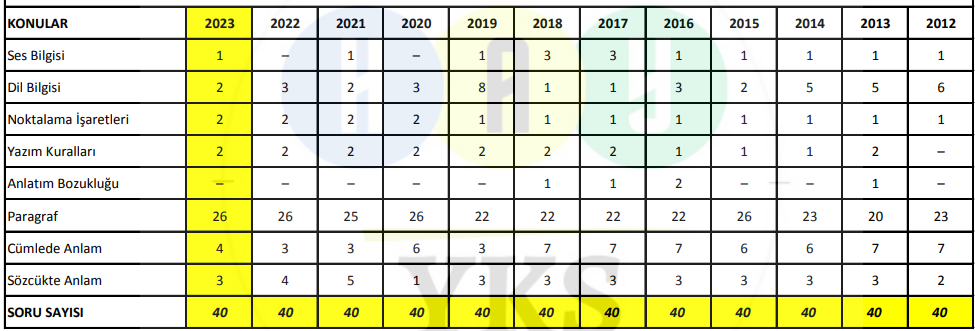 KONULAR 2023 2022 2021 2020 2019 2018 2017 2016 2015 2014 2013 2012
Ses Bilgisi 1 – 1 – 1 3 3 1 1 1 1 1
Dil Bilgisi 2 3 2 3 8 1 1 3 2 5 5 6
Noktalama İşaretleri 2 2 2 2 1 1 1 1 1 1 1 1
Yazım Kuralları 2 2 2 2 2 2 2 1 1 1 2 –
Anlatım Bozukluğu – – – – – 1 1 2 – – 1 –
Paragraf 26 26 25 26 22 22 22 22 26 23 20 23
Cümlede Anlam 4 3 3 6 3 7 7 7 6 6 7 7
Sözcükte Anlam 3 4 5 1 3 3 3 3 3 3 3 2
SORU SAYISI 40 40 40 40 40 40 40 40 40 40 40 40
HAY
YKS